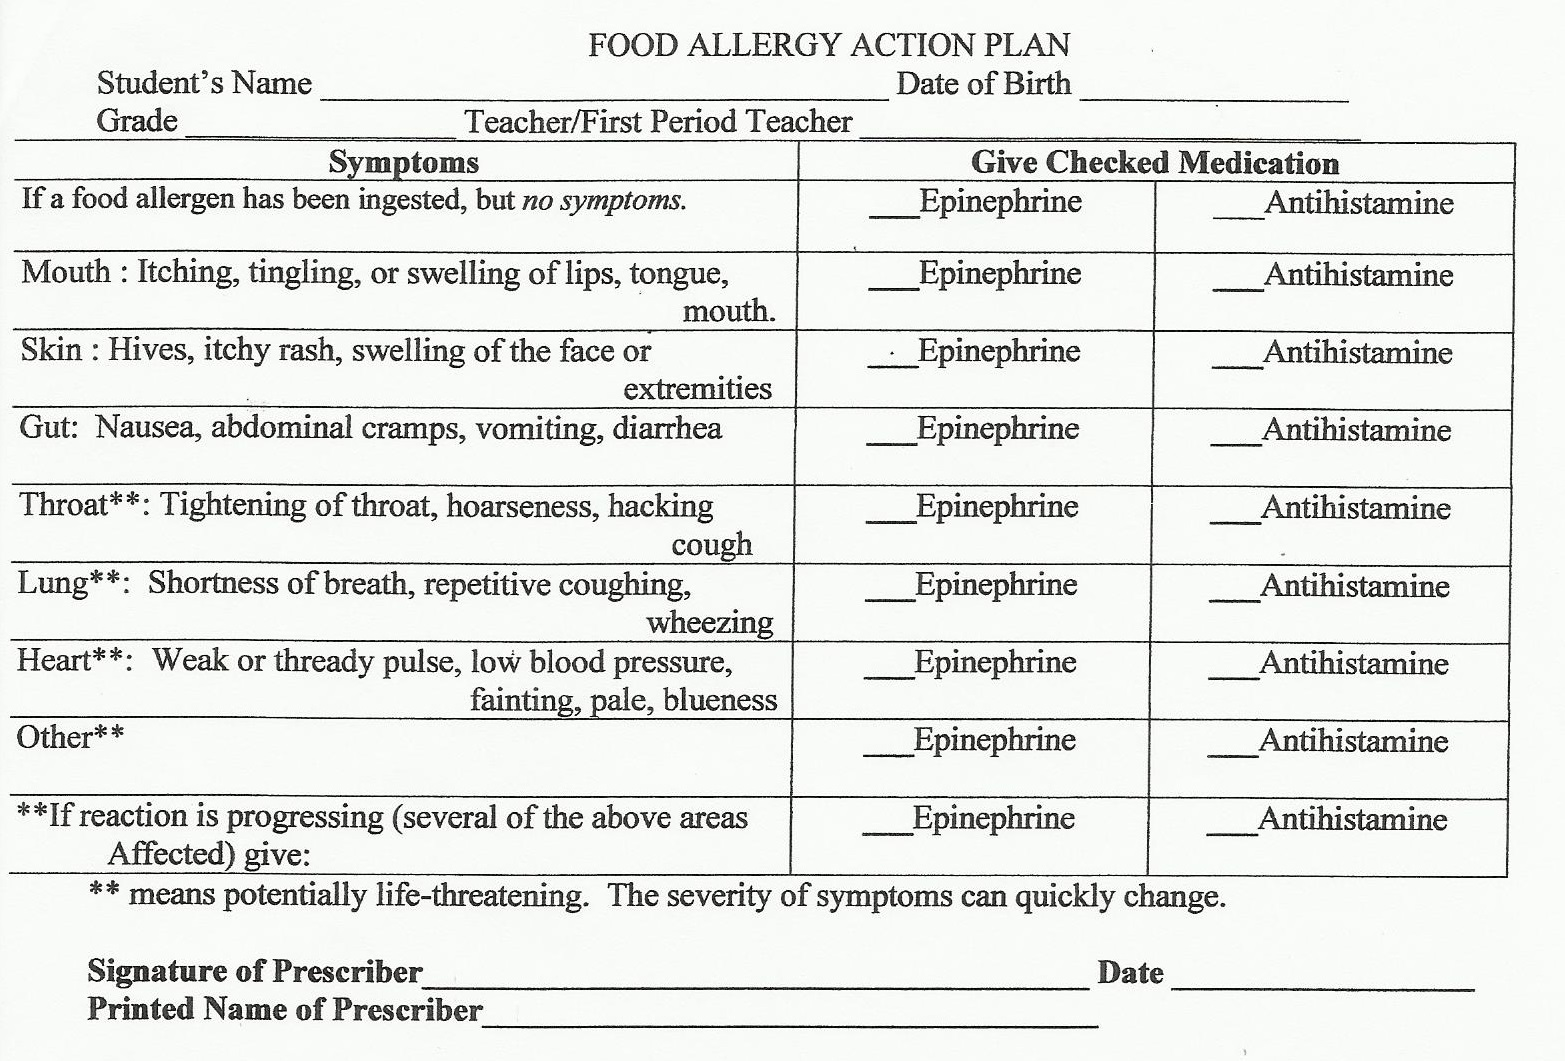 FOOD ALLERGY ACTION PLAN
Student's Name ______________ Date of Birth ______________
Grade ______________ Teacher/First Period Teacher ______________
Symptoms Give Checked Medication
If a food allergen has been ingested, but no symptoms. ___Epinephrine ___Antihistamine
Mouth : Itching, tingling, or swelling of lips, tongue, ___Epinephrine ___Antihistamine
mouth.
Skin : Hives, itchy rash, swelling of the face or ___Epinephrine ___Antihistamine
extremities
Gut: Nausea, abdominal cramps, vomiting, diarrhea ___Epinephrine ___Antihistamine
Throat**: Tightening of throat, hoarseness, hacking ___Epinephrine ___Antihistamine
cough
Lung**: Shortness of breath, repetitive coughing, ___Epinephrine ___Antihistamine
wheezing
Heart**: Weak or thready pulse, low blood pressure, ___Epinephrine ___Antihistamine
fainting, pale, blueness
Other** ___Epinephrine ___Antihistamine
**If reaction is progressing (several of the above areas ___Epinephrine ___Antihistamine
Affected) give:
** means potentially life-threatening. The severity of symptoms can quickly change.
Signature of Prescriber______________ Date ______________
Printed Name of Prescriber______________